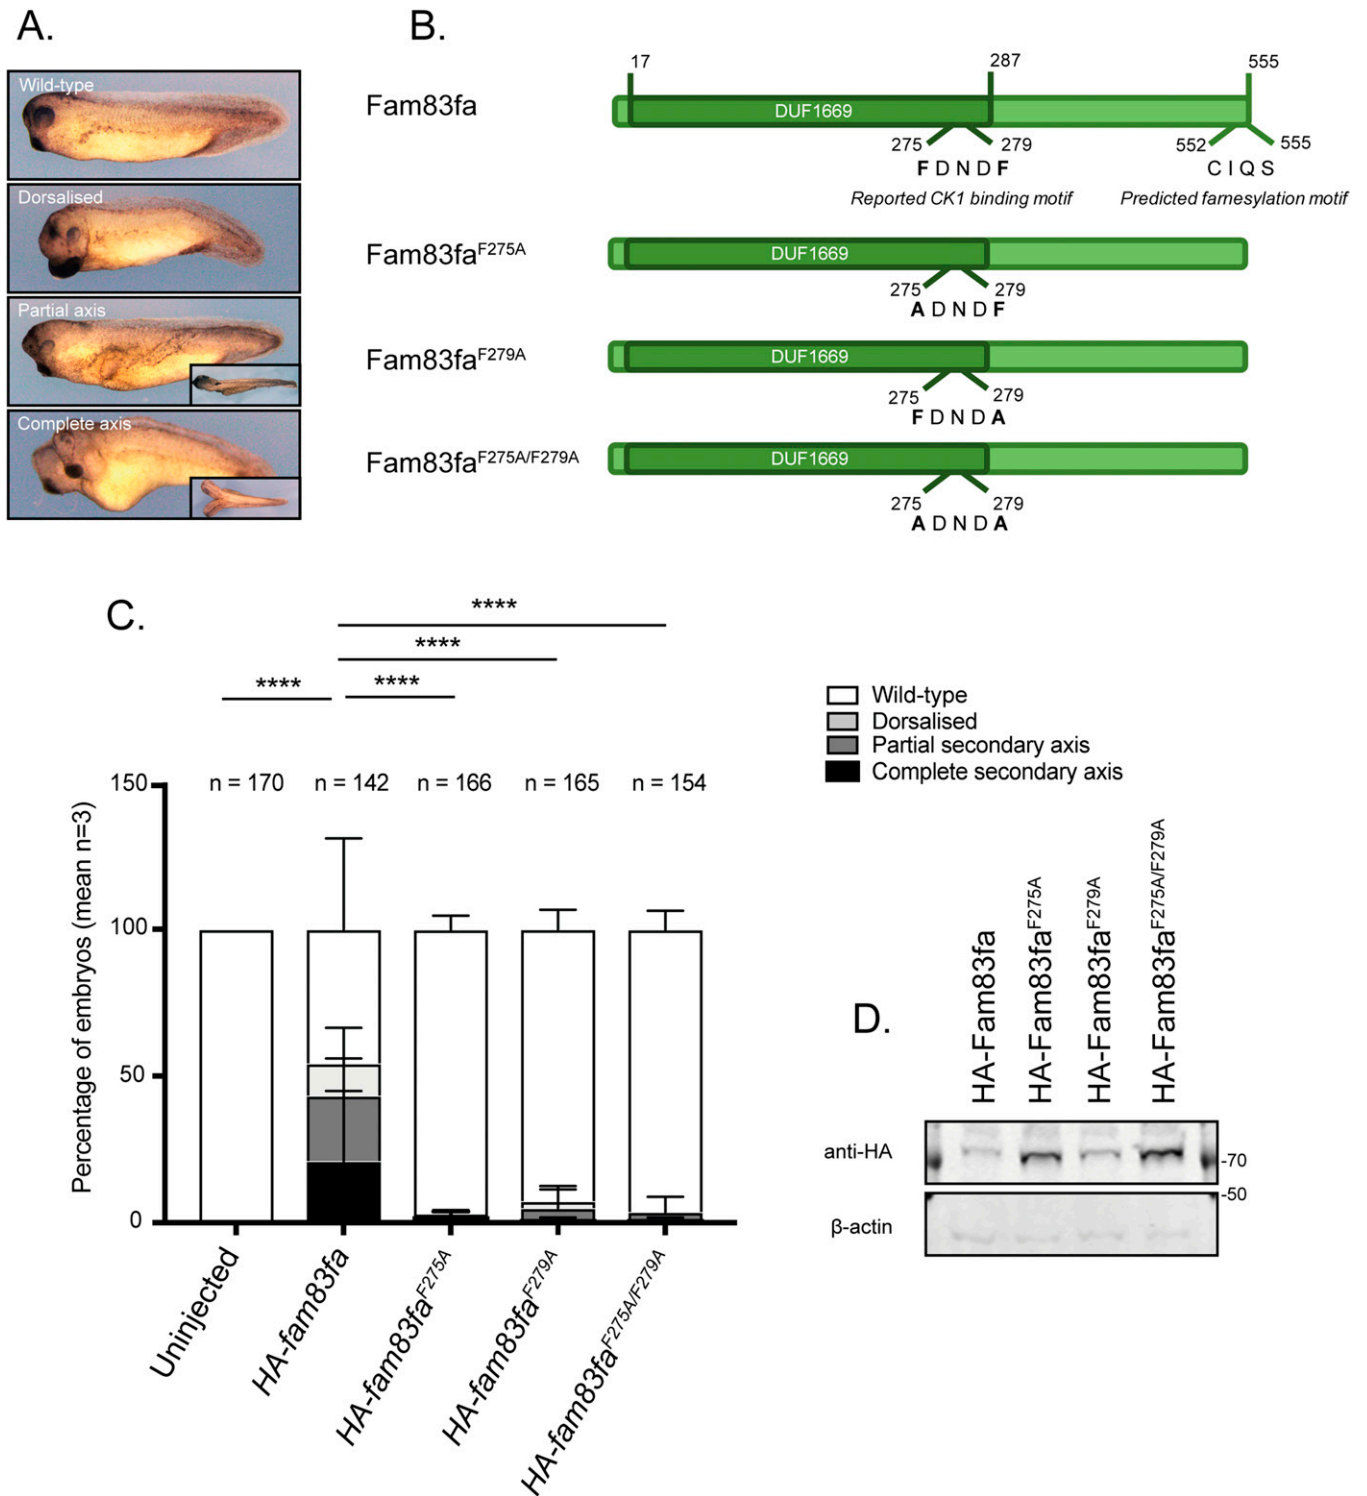 A.
Wild-type
Dorsalised
Partial axis
Complete axis
B.
17 287 555
Fam83fa
DUF1669
275 279 552 555
F D N D F C I Q S
Reported CK1 binding motif Predicted farnesylation motif
Fam83faF275A
DUF1669
275 279
A D N D F
Fam83faF279A
DUF1669
275 279
F D N D A
Fam83faF275A/F279A
DUF1669
275 279
A D N D A
C.
****
****
**** ****
Wild-type
Dorsalised
Partial secondary axis
Complete secondary axis
n = 170 n = 142 n = 166 n = 165 n = 154
150
100
50
0
Percentage of embryos (mean n=3)
Uninjected
HA-fam83fa
HA-fam83faF275A
HA-fam83faF279A
HA-fam83faF275A/F279A
D.
HA-Fam83fa
HA-Fam83faF275A
HA-Fam83faF279A
HA-Fam83faF275A/F279A
anti-HA
-70
-50
β-actin